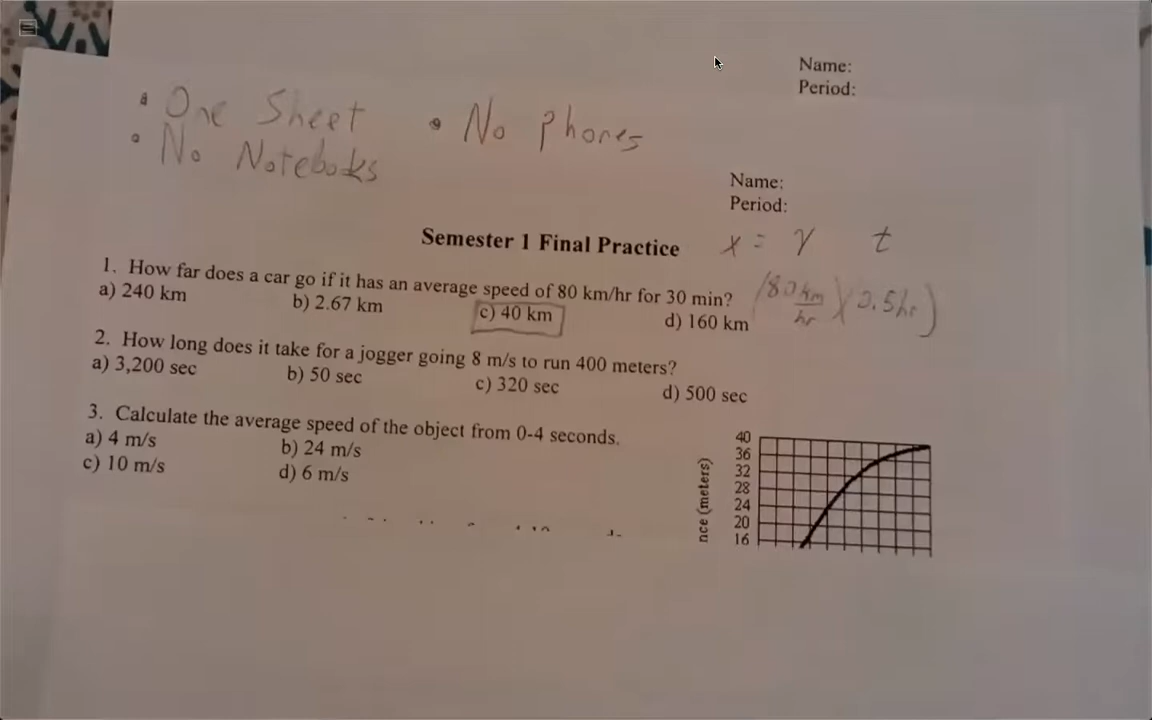 Name:
Period:
• One Sheet • No Phones
• No Notebooks
Name:
Period:
Semester 1 Final Practice
x = v t
1. How far does a car go if it has an average speed of 80 km/hr for 30 min?
(80 km/hr)(0.5hr)
a) 240 km b) 2.67 km c) 40 km d) 160 km
2. How long does it take for a jogger going 8 m/s to run 400 meters?
a) 3,200 sec b) 50 sec c) 320 sec d) 500 sec
3. Calculate the average speed of the object from 0-4 seconds.
a) 4 m/s b) 24 m/s
c) 10 m/s d) 6 m/s
nce (meters)
40
36
32
28
24
20
16